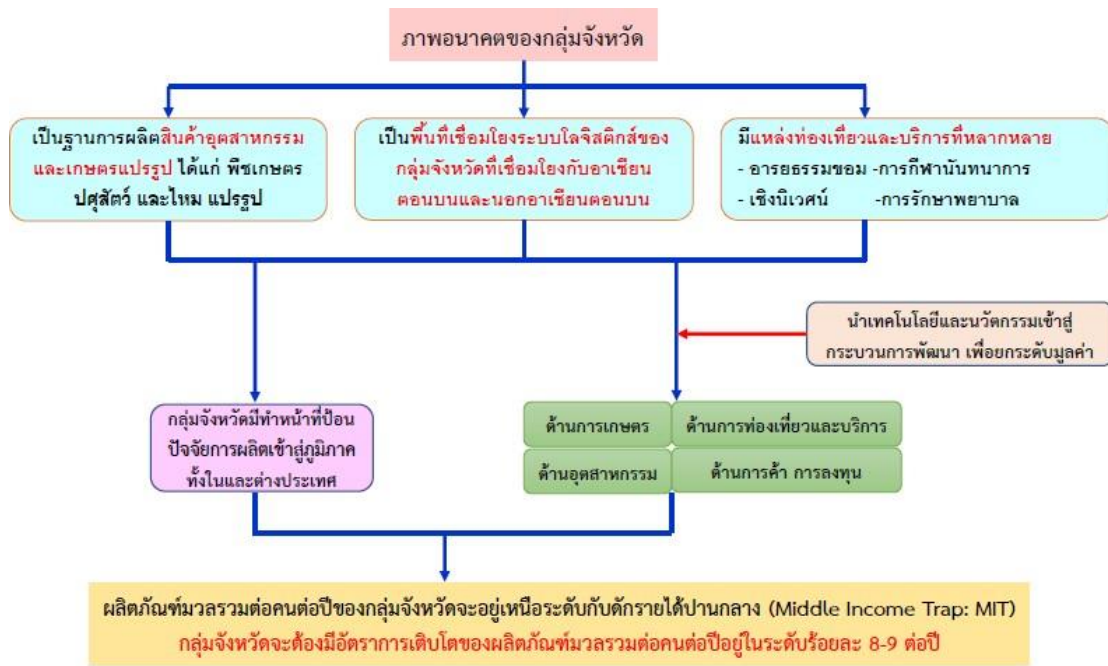 ภาพอนาคตของกลุ่มจังหวัด
เป็นฐานการผลิตสินค้าอุตสาหกรรม
และเกษตรแปรรูป ได้แก่ พืชเกษตร
ปศุสัตว์ และไหม แปรรูป
เป็นพื้นที่เชื่อมโยงระบบโลจิสติกส์ของ
กลุ่มจังหวัดที่เชื่อมโยงกับอาเซียน
ตอนบนและนอกอาเซียนตอนบน
มีแหล่งท่องเที่ยวและบริการที่หลากหลาย
- อารยธรรมขอม -การกีฬานันทนาการ
- เชิงนิเวศน์ -การรักษาพยาบาล
นำเทคโนโลยีและนวัตกรรมเข้าสู่
กระบวนการพัฒนา เพื่อยกระดับมูลค่า
กลุ่มจังหวัดมีทำหน้าที่ป้อน
ปัจจัยการผลิตเข้าสู่ภูมิภาค
ทั้งในและต่างประเทศ
ด้านการเกษตร
ด้านการท่องเที่ยวและบริการ
ด้านอุตสาหกรรม
ด้านการค้า การลงทุน
ผลิตภัณฑ์มวลรวมต่อคนต่อปีของกลุ่มจังหวัดจะอยู่เหนือระดับกับดักรายได้ปานกลาง (Middle Income Trap: MIT)
กลุ่มจังหวัดจะต้องมีอัตราการเติบโตของผลิตภัณฑ์มวลรวมต่อคนต่อปีอยู่ในระดับร้อยละ 8-9 ต่อปี